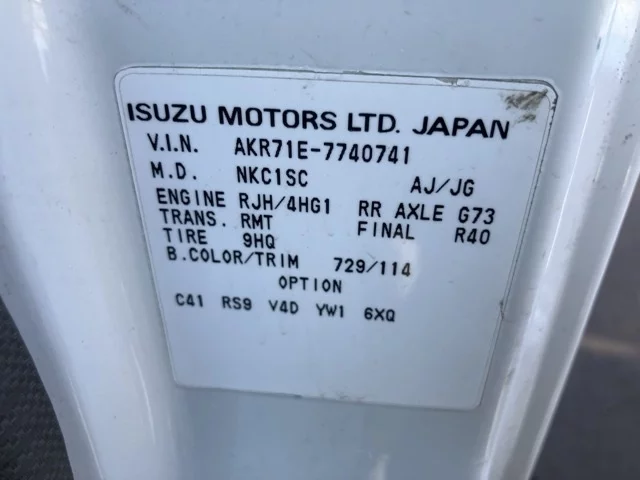 ISUZU MOTORS LTD. JAPAN
V.I.N. AKR71E-7740741
M.D. NKC1SC AJ/JG
ENGINE RJH/4HG1 RR AXLE G73
TRANS. RMT FINAL R40
TIRE 9HQ
B.COLOR/TRIM 729/114
OPTION
C41 RS9 V4D YW1 6XQ